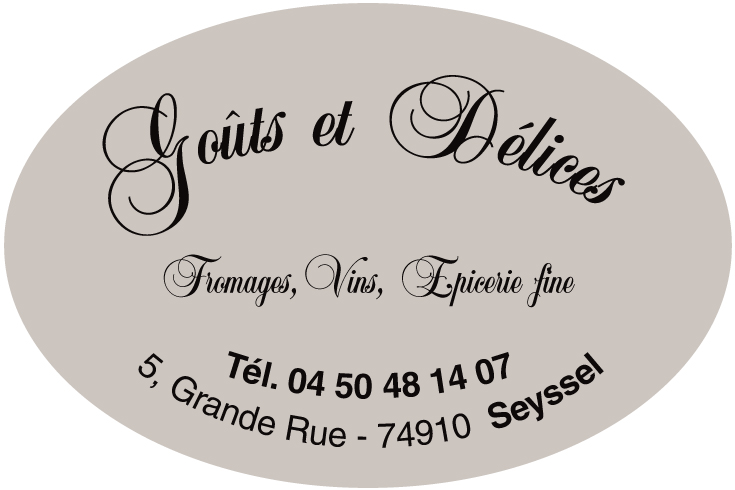 Goûts et Délices
Fromages, Vins, Epicerie fine
Tél. 04 50 48 14 07
5, Grande Rue - 74910 Seyssel